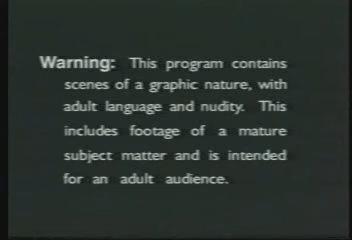 Warning: This program contains
scenes of a graphic nature, with
adult language and nudity. This
includes footage of a mature
subject matter and is intended
for an adult audience.